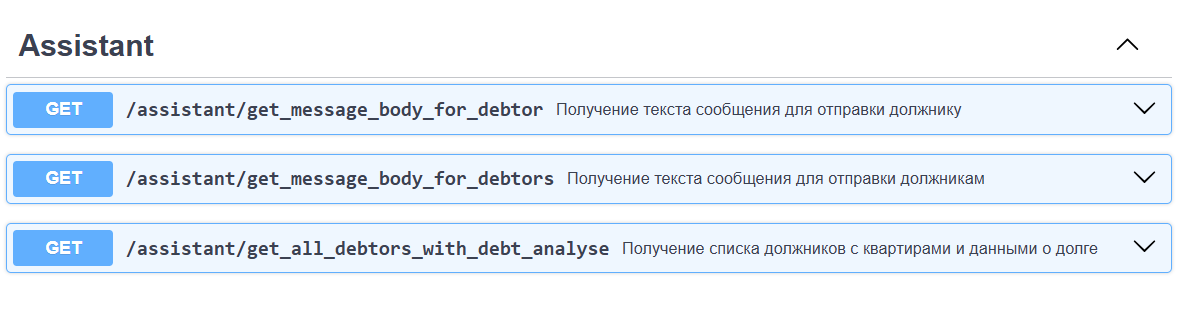 Assistant
GET /assistant/get_message_body_for_debtor Получение текста сообщения для отправки должнику
GET /assistant/get_message_body_for_debtors Получение текста сообщения для отправки должникам
GET /assistant/get_all_debtors_with_debt_analyse Получение списка должников с квартирами и данными о долге